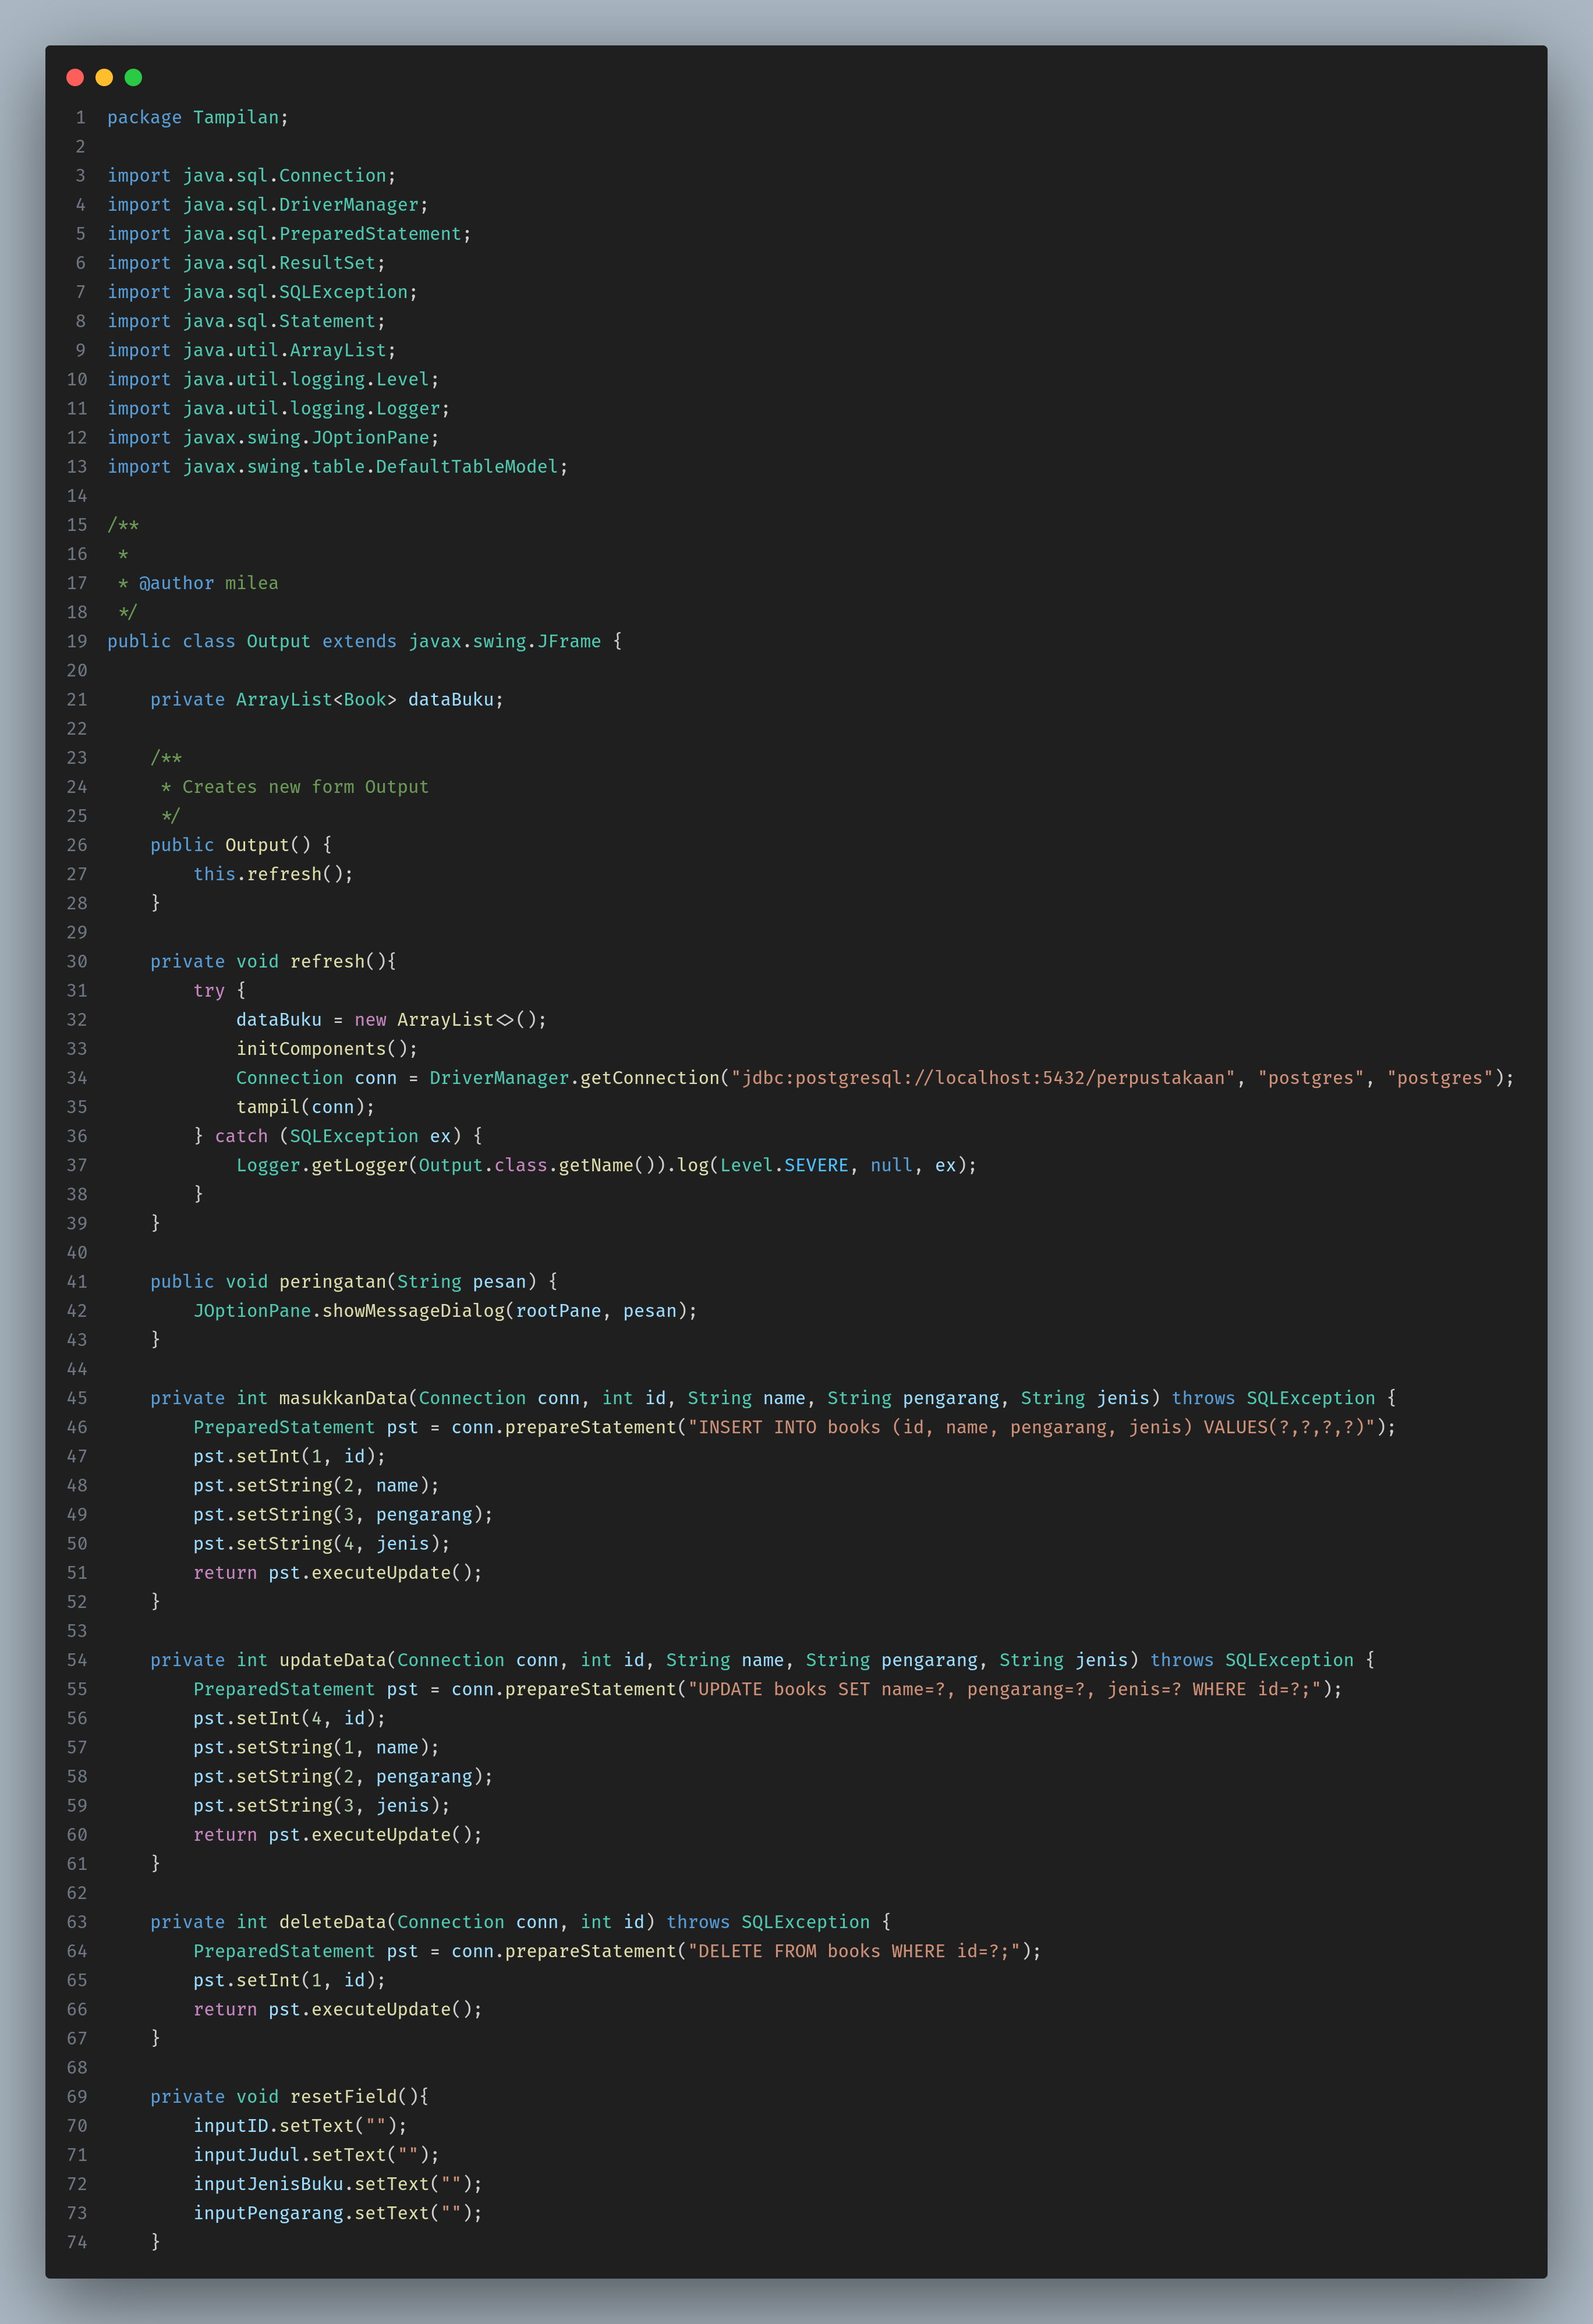 1 package Tampilan;
2
3 import java.sql.Connection;
4 import java.sql.DriverManager;
5 import java.sql.PreparedStatement;
6 import java.sql.ResultSet;
7 import java.sql.SQLException;
8 import java.sql.Statement;
9 import java.util.ArrayList;
10 import java.util.logging.Level;
11 import java.util.logging.Logger;
12 import javax.swing.JOptionPane;
13 import javax.swing.table.DefaultTableModel;
14
15 /**
16  *
17  * @author milea
18  */
19 public class Output extends javax.swing.JFrame {
20
21     private ArrayList<Book> dataBuku;
22
23     /**
24      * Creates new form Output
25      */
26     public Output() {
27         this.refresh();
28     }
29
30     private void refresh(){
31         try {
32             dataBuku = new ArrayList<>();
33             initComponents();
34             Connection conn = DriverManager.getConnection("jdbc:postgresql://localhost:5432/perpustakaan", "postgres", "postgres");
35             tampil(conn);
36         } catch (SQLException ex) {
37             Logger.getLogger(Output.class.getName()).log(Level.SEVERE, null, ex);
38         }
39     }
40
41     public void peringatan(String pesan) {
42         JOptionPane.showMessageDialog(rootPane, pesan);
43     }
44
45     private int masukkanData(Connection conn, int id, String name, String pengarang, String jenis) throws SQLException {
46         PreparedStatement pst = conn.prepareStatement("INSERT INTO books (id, name, pengarang, jenis) VALUES(?,?,?,?)");
47         pst.setInt(1, id);
48         pst.setString(2, name);
49         pst.setString(3, pengarang);
50         pst.setString(4, jenis);
51         return pst.executeUpdate();
52     }
53
54     private int updateData(Connection conn, int id, String name, String pengarang, String jenis) throws SQLException {
55         PreparedStatement pst = conn.prepareStatement("UPDATE books SET name=?, pengarang=?, jenis=? WHERE id=?;");
56         pst.setInt(4, id);
57         pst.setString(1, name);
58         pst.setString(2, pengarang);
59         pst.setString(3, jenis);
60         return pst.executeUpdate();
61     }
62
63     private int deleteData(Connection conn, int id) throws SQLException {
64         PreparedStatement pst = conn.prepareStatement("DELETE FROM books WHERE id=?;");
65         pst.setInt(1, id);
66         return pst.executeUpdate();
67     }
68
69     private void resetField(){
70         inputID.setText("");
71         inputJudul.setText("");
72         inputJenisBuku.setText("");
73         inputPengarang.setText("");
74     }